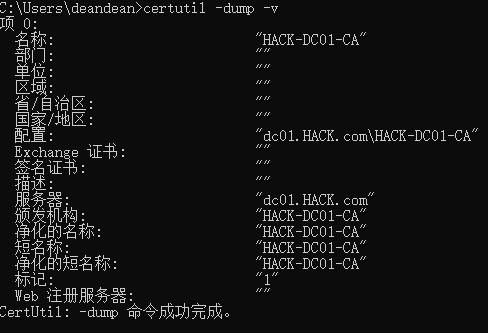 C:\Users\deandean>certutil -dump -v
项 0:
名称: "HACK-DC01-CA"
部门: ""
单位: ""
区域: ""
省/自治区: ""
国家/地区: ""
配置: "dc01.HACK.com\HACK-DC01-CA"
Exchange 证书: ""
签名证书: ""
描述: ""
服务器: "dc01.HACK.com"
颁发机构: "HACK-DC01-CA"
净化的名称: "HACK-DC01-CA"
短名称: "HACK-DC01-CA"
净化的短名称: "HACK-DC01-CA"
标记: "1"
Web 注册服务器: ""
CertUtil: -dump 命令成功完成。